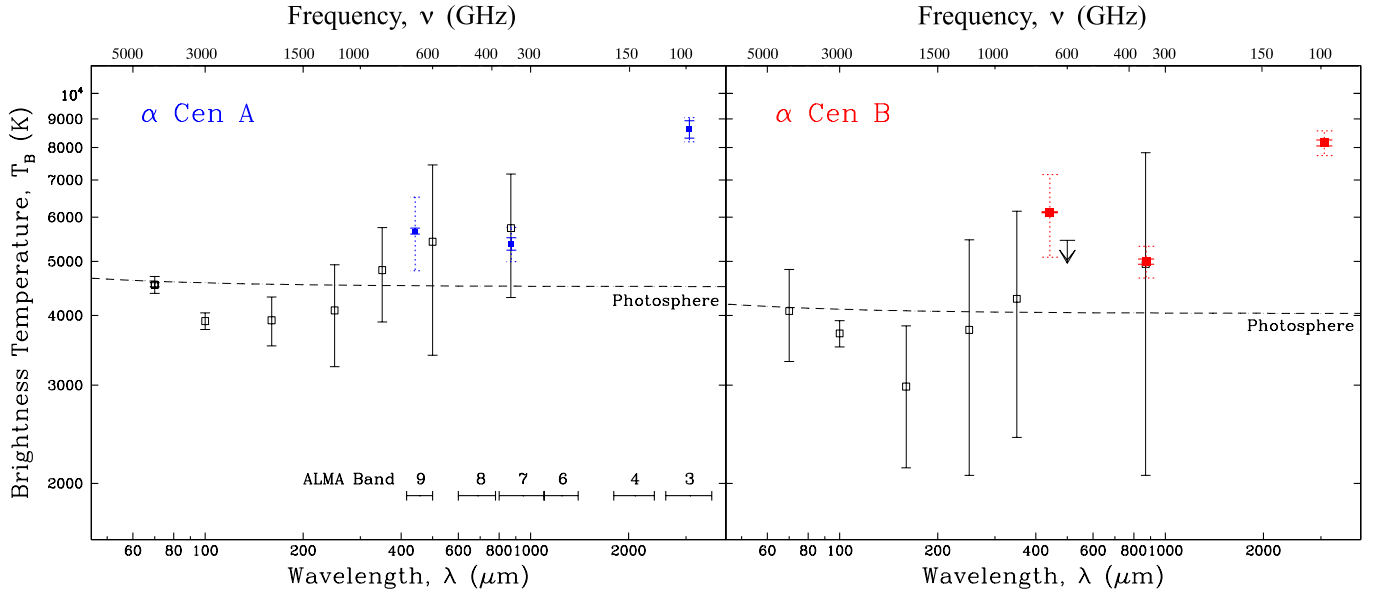 Frequency, ν (GHz) Frequency, ν (GHz)
5000 3000 1500 1000 600 400 300 150 100 5000 3000 1500 1000 600 400 300 150 100
10⁴
α Cen A α Cen B
9000
8000
7000
6000
5000
Photosphere
4000
Photosphere
3000
ALMA Band 9 8 7 6 4 3
2000
Brightness Temperature, T_B (K)
60 80 100 200 400 600 800 1000 2000 60 80 100 200 400 600 800 1000 2000
Wavelength, λ (μm) Wavelength, λ (μm)